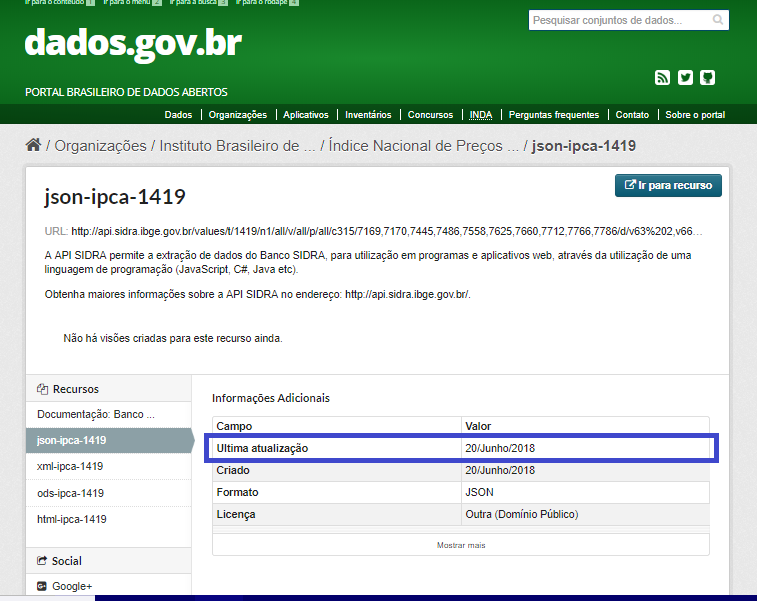 Ir para o conteúdo 1 Ir para o menu 2 Ir para a busca 3 Ir para o rodapé 4
Pesquisar conjuntos de dados...
dados.gov.br
PORTAL BRASILEIRO DE DADOS ABERTOS
Dados | Organizações | Aplicativos | Inventários | Concursos | INDA | Perguntas frequentes | Contato | Sobre o portal
/ Organizações / Instituto Brasileiro de ... / Índice Nacional de Preços ... / json-ipca-1419
json-ipca-1419
Ir para recurso
URL: http://api.sidra.ibge.gov.br/values/t/1419/n1/all/v/all/p/all/c315/7169,7170,7445,7486,7558,7625,7660,7712,7766,7786/d/v63%202,v66...
A API SIDRA permite a extração de dados do Banco SIDRA, para utilização em programas e aplicativos web, através da utilização de uma
linguagem de programação (JavaScript, C#, Java etc).
Obtenha maiores informações sobre a API SIDRA no endereço: http://api.sidra.ibge.gov.br/.
Não há visões criadas para este recurso ainda.
Recursos
Documentação: Banco ...
json-ipca-1419
xml-ipca-1419
ods-ipca-1419
html-ipca-1419
Social
Google+
Informações Adicionais
Campo Valor
Ultima atualização 20/Junho/2018
Criado 20/Junho/2018
Formato JSON
Licença Outra (Domínio Público)
Mostrar mais